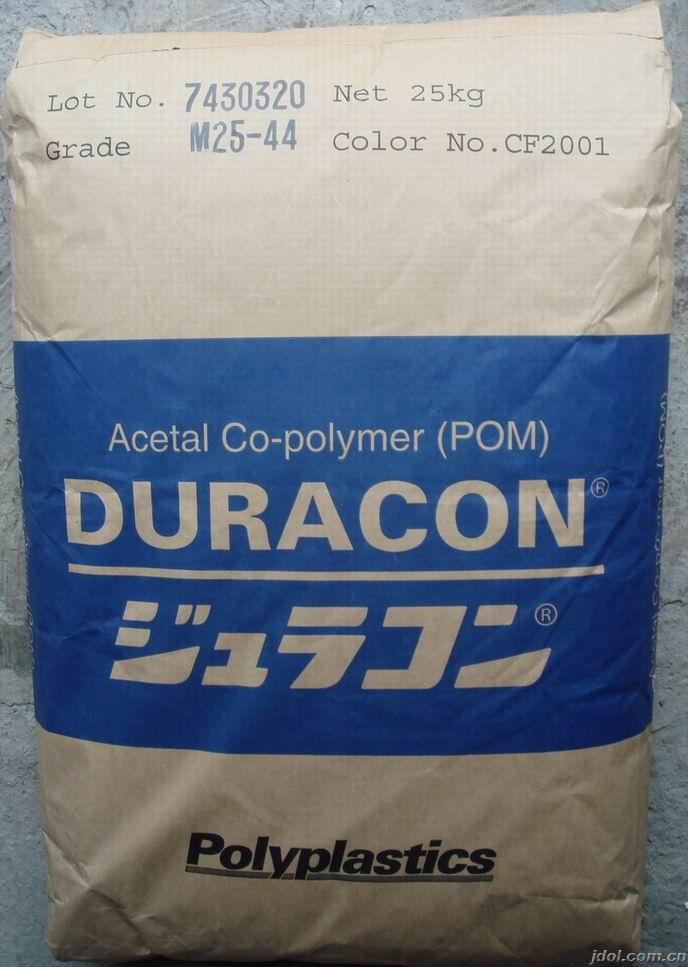 Lot No. 7430320 Net 25kg
Grade M25-44 Color No.CF2001
Acetal Co-polymer (POM)
DURACON®
ジュラコン®
Polyplastics
jdol.com.cn